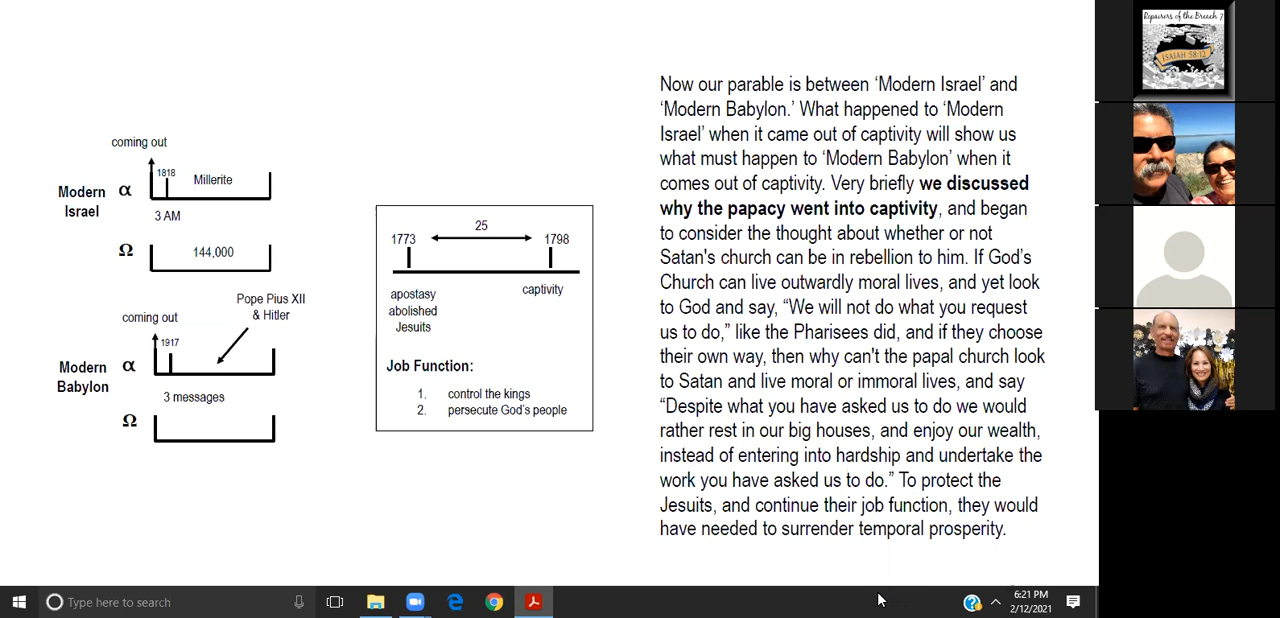 coming out
1818
Millerite
Modern
Israel
α
3 AM
Ω
144,000
Pope Pius XII
& Hitler
coming out
1917
Modern
Babylon
α
3 messages
Ω
25
1773
1798
apostasy
abolished
Jesuits
captivity
Job Function:
1. control the kings
2. persecute God's people
Now our parable is between ‘Modern Israel’ and
‘Modern Babylon.’ What happened to ‘Modern
Israel’ when it came out of captivity will show us
what must happen to ‘Modern Babylon’ when it
comes out of captivity. Very briefly we discussed
why the papacy went into captivity, and began
to consider the thought about whether or not
Satan's church can be in rebellion to him. If God’s
Church can live outwardly moral lives, and yet look
to God and say, “We will not do what you request
us to do,” like the Pharisees did, and if they choose
their own way, then why can't the papal church look
to Satan and live moral or immoral lives, and say
“Despite what you have asked us to do we would
rather rest in our big houses, and enjoy our wealth,
instead of entering into hardship and undertake the
work you have asked us to do.” To protect the
Jesuits, and continue their job function, they would
have needed to surrender temporal prosperity.
Repairers of the Breach 7
ISAIAH 58:12
Type here to search
6:21 PM
2/12/2021